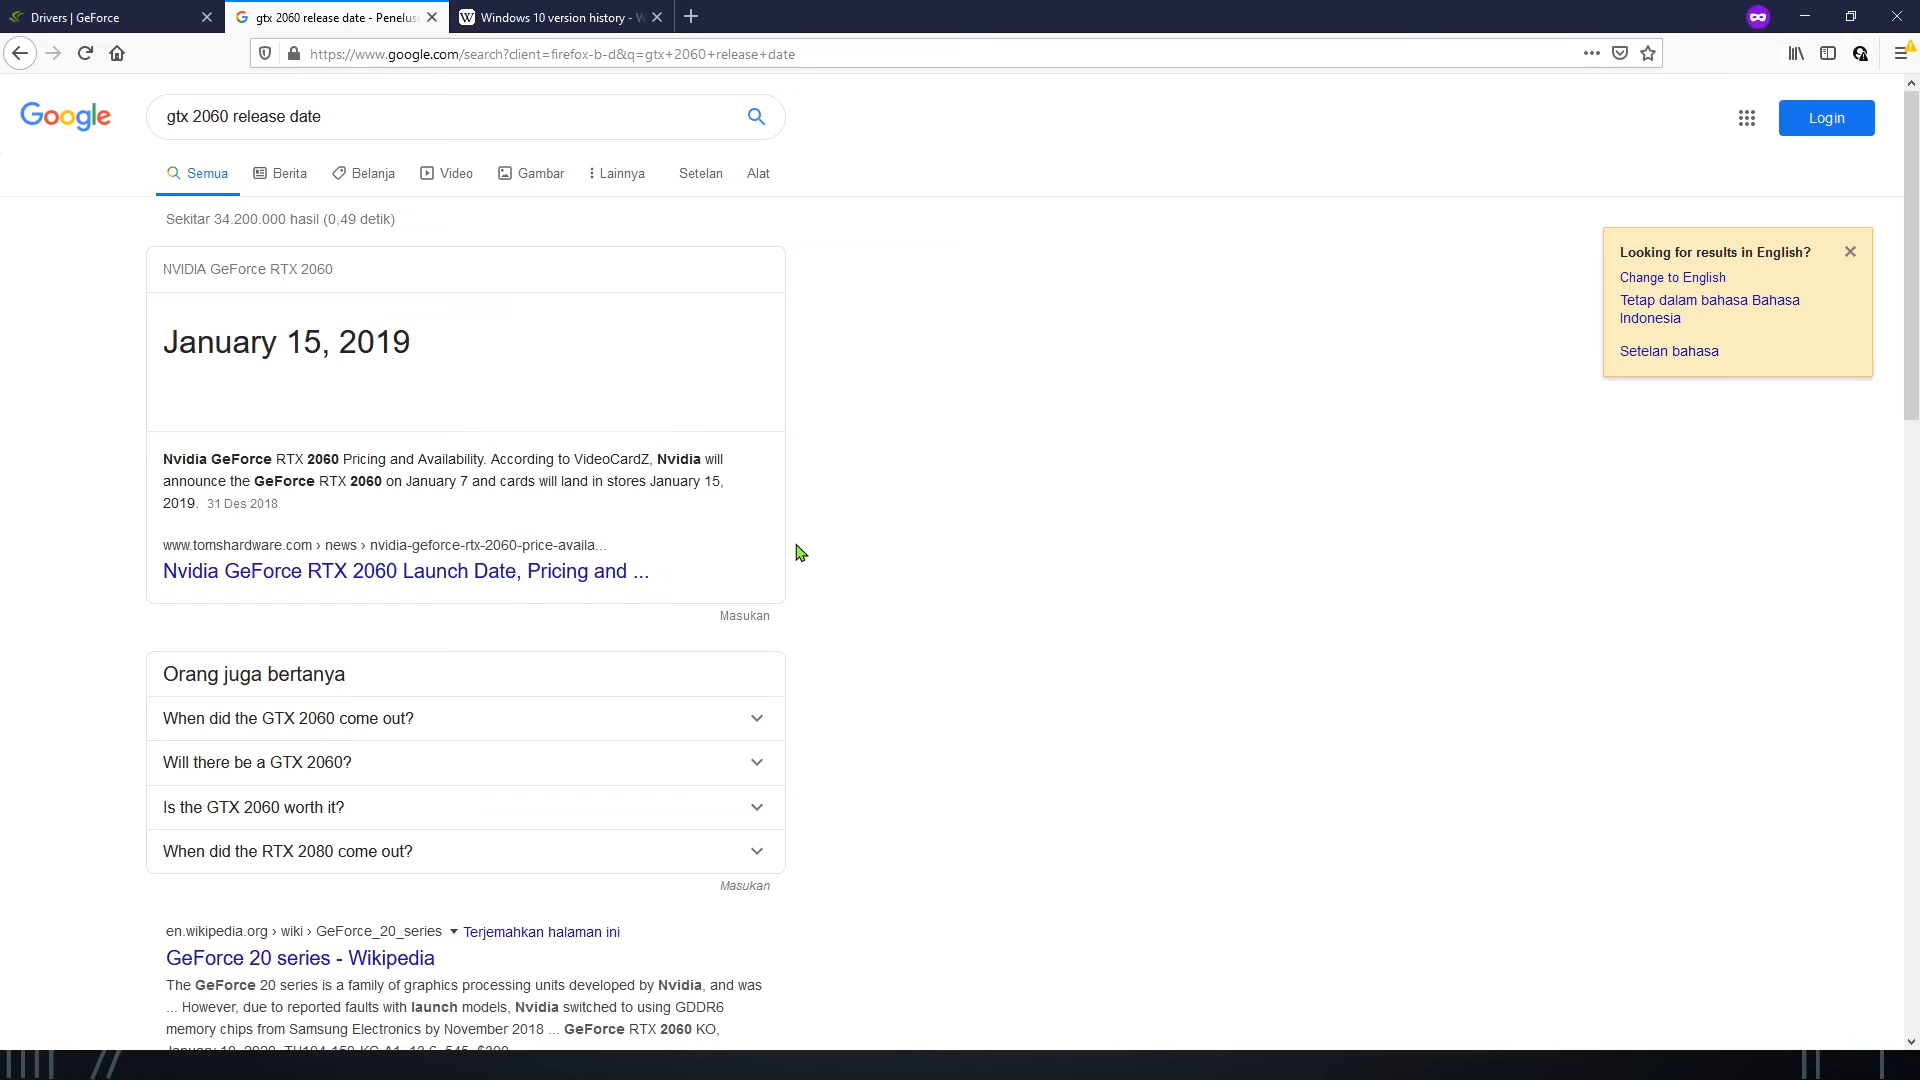 Drivers | GeForce
gtx 2060 release date - Penelus
Windows 10 version history - W
https://www.google.com/search?client=firefox-b-d&q=gtx+2060+release+date
Google
gtx 2060 release date
Login
Semua
Berita
Belanja
Video
Gambar
Lainnya
Setelan
Alat
Sekitar 34.200.000 hasil (0,49 detik)
Looking for results in English?
Change to English
Tetap dalam bahasa Bahasa
Indonesia
Setelan bahasa
NVIDIA GeForce RTX 2060
January 15, 2019
Nvidia GeForce RTX 2060 Pricing and Availability. According to VideoCardZ, Nvidia will
announce the GeForce RTX 2060 on January 7 and cards will land in stores January 15,
2019. 31 Des 2018
www.tomshardware.com › news › nvidia-geforce-rtx-2060-price-availa...
Nvidia GeForce RTX 2060 Launch Date, Pricing and ...
Masukan
Orang juga bertanya
When did the GTX 2060 come out?
Will there be a GTX 2060?
Is the GTX 2060 worth it?
When did the RTX 2080 come out?
Masukan
en.wikipedia.org › wiki › GeForce_20_series Terjemahkan halaman ini
GeForce 20 series - Wikipedia
The GeForce 20 series is a family of graphics processing units developed by Nvidia, and was
... However, due to reported faults with launch models, Nvidia switched to using GDDR6
memory chips from Samsung Electronics by November 2018 ... GeForce RTX 2060 KO,